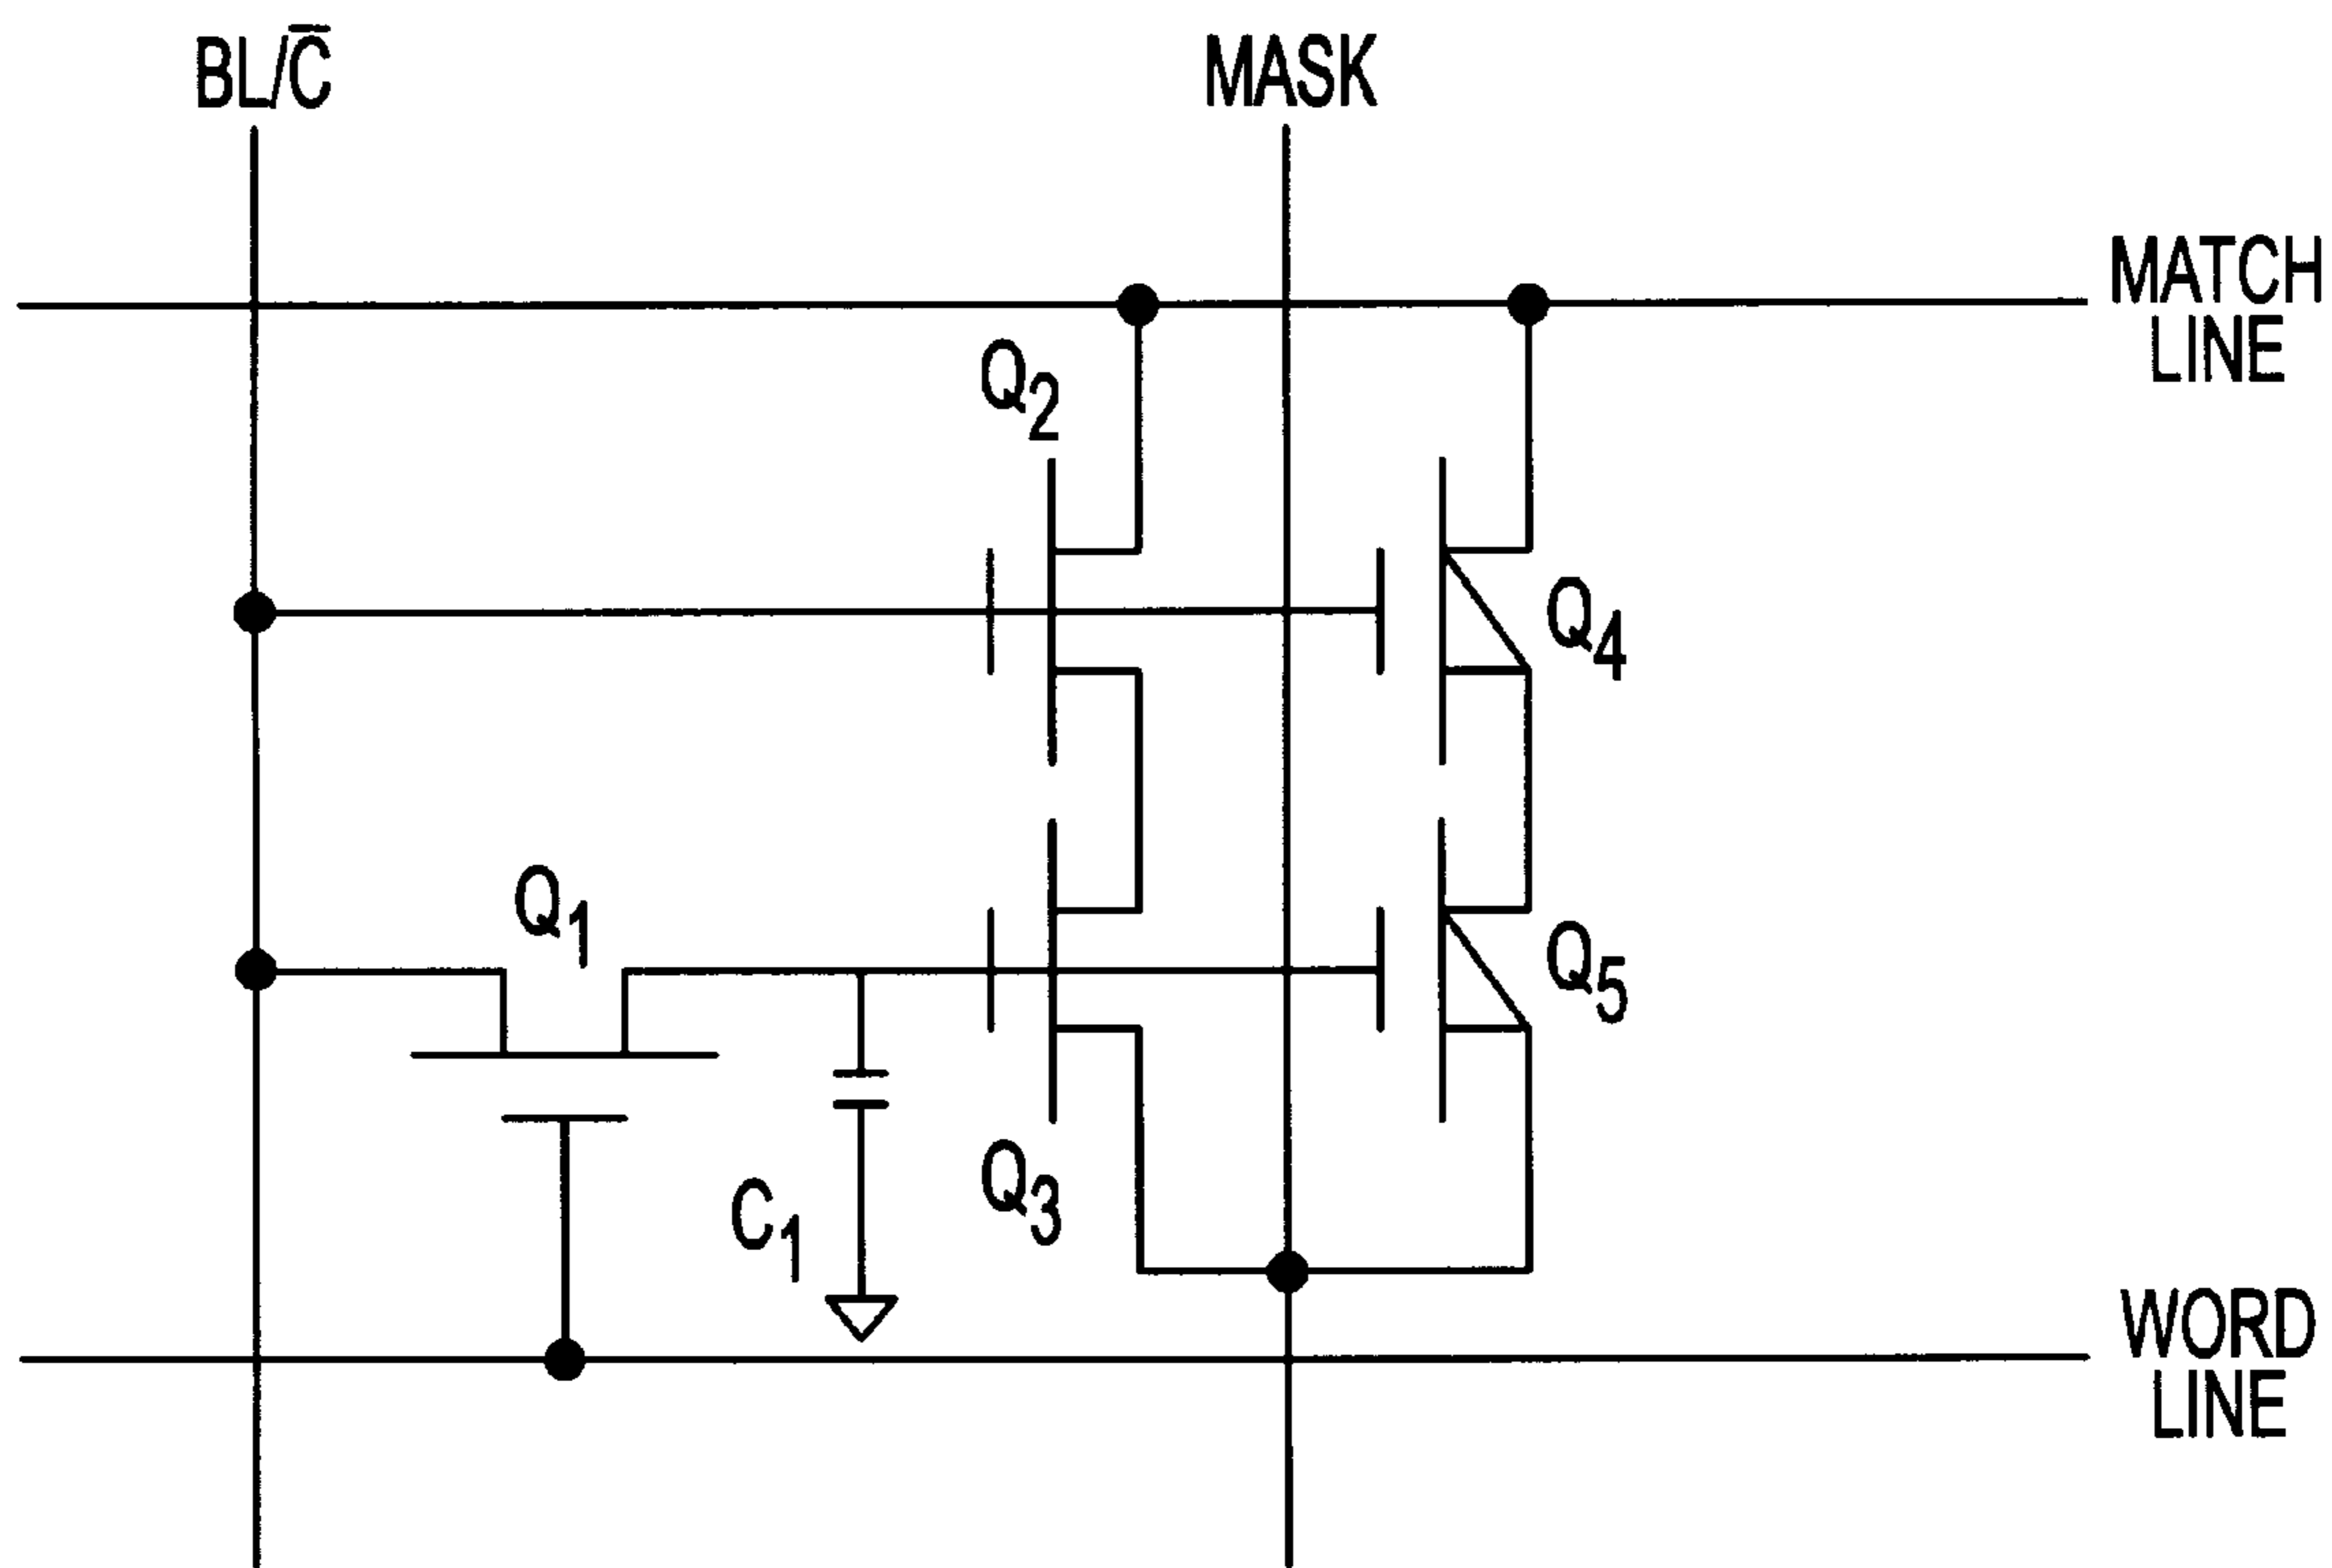 BL/C̅
MASK
MATCH
LINE
Q2
Q4
Q1
Q5
Q3
C1
WORD
LINE